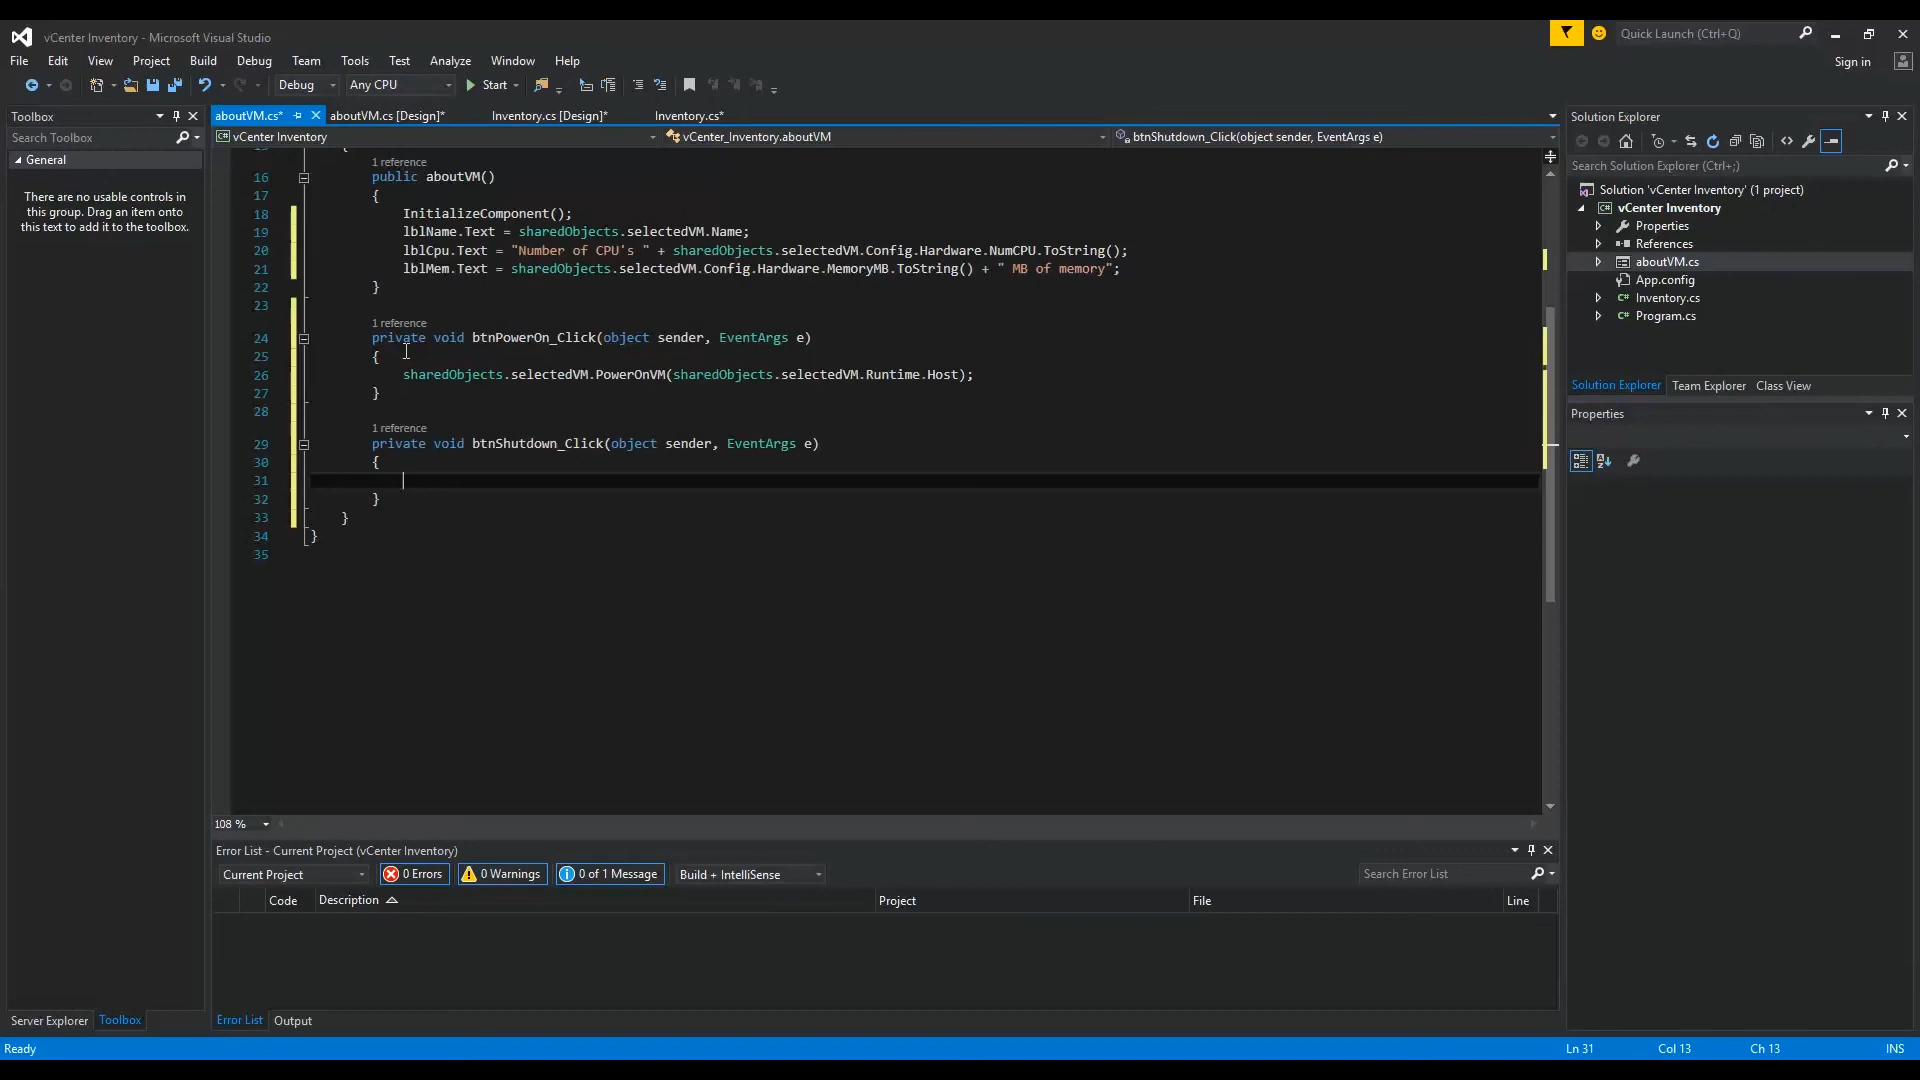 vCenter Inventory - Microsoft Visual Studio
Quick Launch (Ctrl+Q)
File Edit View Project Build Debug Team Tools Test Analyze Window Help
Sign in
Debug Any CPU Start
Toolbox
Search Toolbox
General
There are no usable controls in
this group. Drag an item onto
this text to add it to the toolbox.
aboutVM.cs* aboutVM.cs [Design]* Inventory.cs [Design]* Inventory.cs*
vCenter Inventory vCenter_Inventory.aboutVM btnShutdown_Click(object sender, EventArgs e)
1 reference
16 public aboutVM()
17 {
18 InitializeComponent();
19 lblName.Text = sharedObjects.selectedVM.Name;
20 lblCpu.Text = "Number of CPU's " + sharedObjects.selectedVM.Config.Hardware.NumCPU.ToString();
21 lblMem.Text = sharedObjects.selectedVM.Config.Hardware.MemoryMB.ToString() + " MB of memory";
22 }
23
1 reference
24 private void btnPowerOn_Click(object sender, EventArgs e)
25 {
26 sharedObjects.selectedVM.PowerOnVM(sharedObjects.selectedVM.Runtime.Host);
27 }
28
1 reference
29 private void btnShutdown_Click(object sender, EventArgs e)
30 {
31
32 }
33 }
34 }
35
108 %
Error List - Current Project (vCenter Inventory)
Current Project 0 Errors 0 Warnings 0 of 1 Message Build + IntelliSense Search Error List
Code Description Project File Line
Server Explorer Toolbox Error List Output
Solution Explorer
Search Solution Explorer (Ctrl+;)
Solution 'vCenter Inventory' (1 project)
vCenter Inventory
Properties
References
aboutVM.cs
App.config
Inventory.cs
Program.cs
Solution Explorer Team Explorer Class View
Properties
Ready Ln 31 Col 13 Ch 13 INS